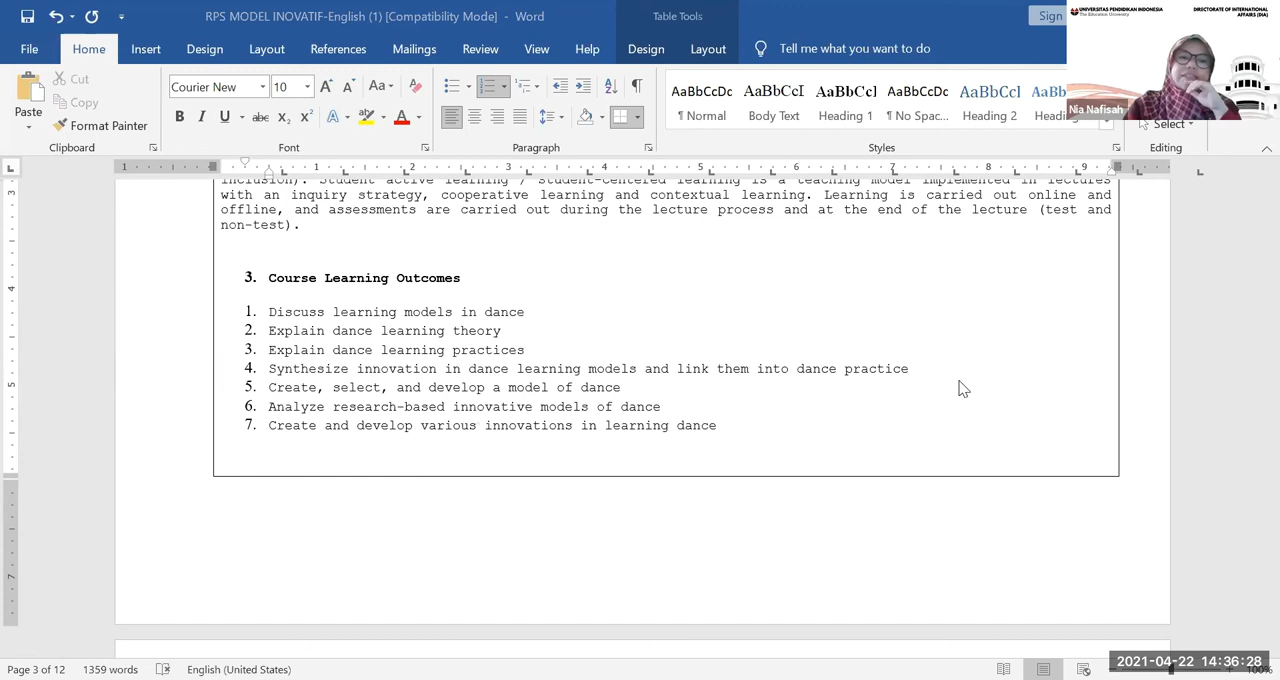 RPS MODEL INOVATIF-English (1) [Compatibility Mode] - Word
Table Tools
Sign
UNIVERSITAS PENDIDIKAN INDONESIA
The Education University
DIRECTORATE OF INTERNATIONAL
AFFAIRS (DIA)
File Home Insert Design Layout References Mailings Review View Help Design Layout Tell me what you want to do
Nia Nafisah
Paste
Cut
Copy
Format Painter
Clipboard
Courier New 10
Font
Paragraph
AaBbCcDc AaBbCcI AaBbCcl AaBbCcDc AaBbCcl AaBb
¶ Normal Body Text Heading 1 ¶ No Spac... Heading 2 Headi
Styles
Select
Editing
inclusion). Student active learning / student-centered learning is a teaching model implemented in lectures
with an inquiry strategy, cooperative learning and contextual learning. Learning is carried out online and
offline, and assessments are carried out during the lecture process and at the end of the lecture (test and
non-test).
3. Course Learning Outcomes
1. Discuss learning models in dance
2. Explain dance learning theory
3. Explain dance learning practices
4. Synthesize innovation in dance learning models and link them into dance practice
5. Create, select, and develop a model of dance
6. Analyze research-based innovative models of dance
7. Create and develop various innovations in learning dance
Page 3 of 12 1359 words English (United States)
2021-04-22 14:36:28
100%